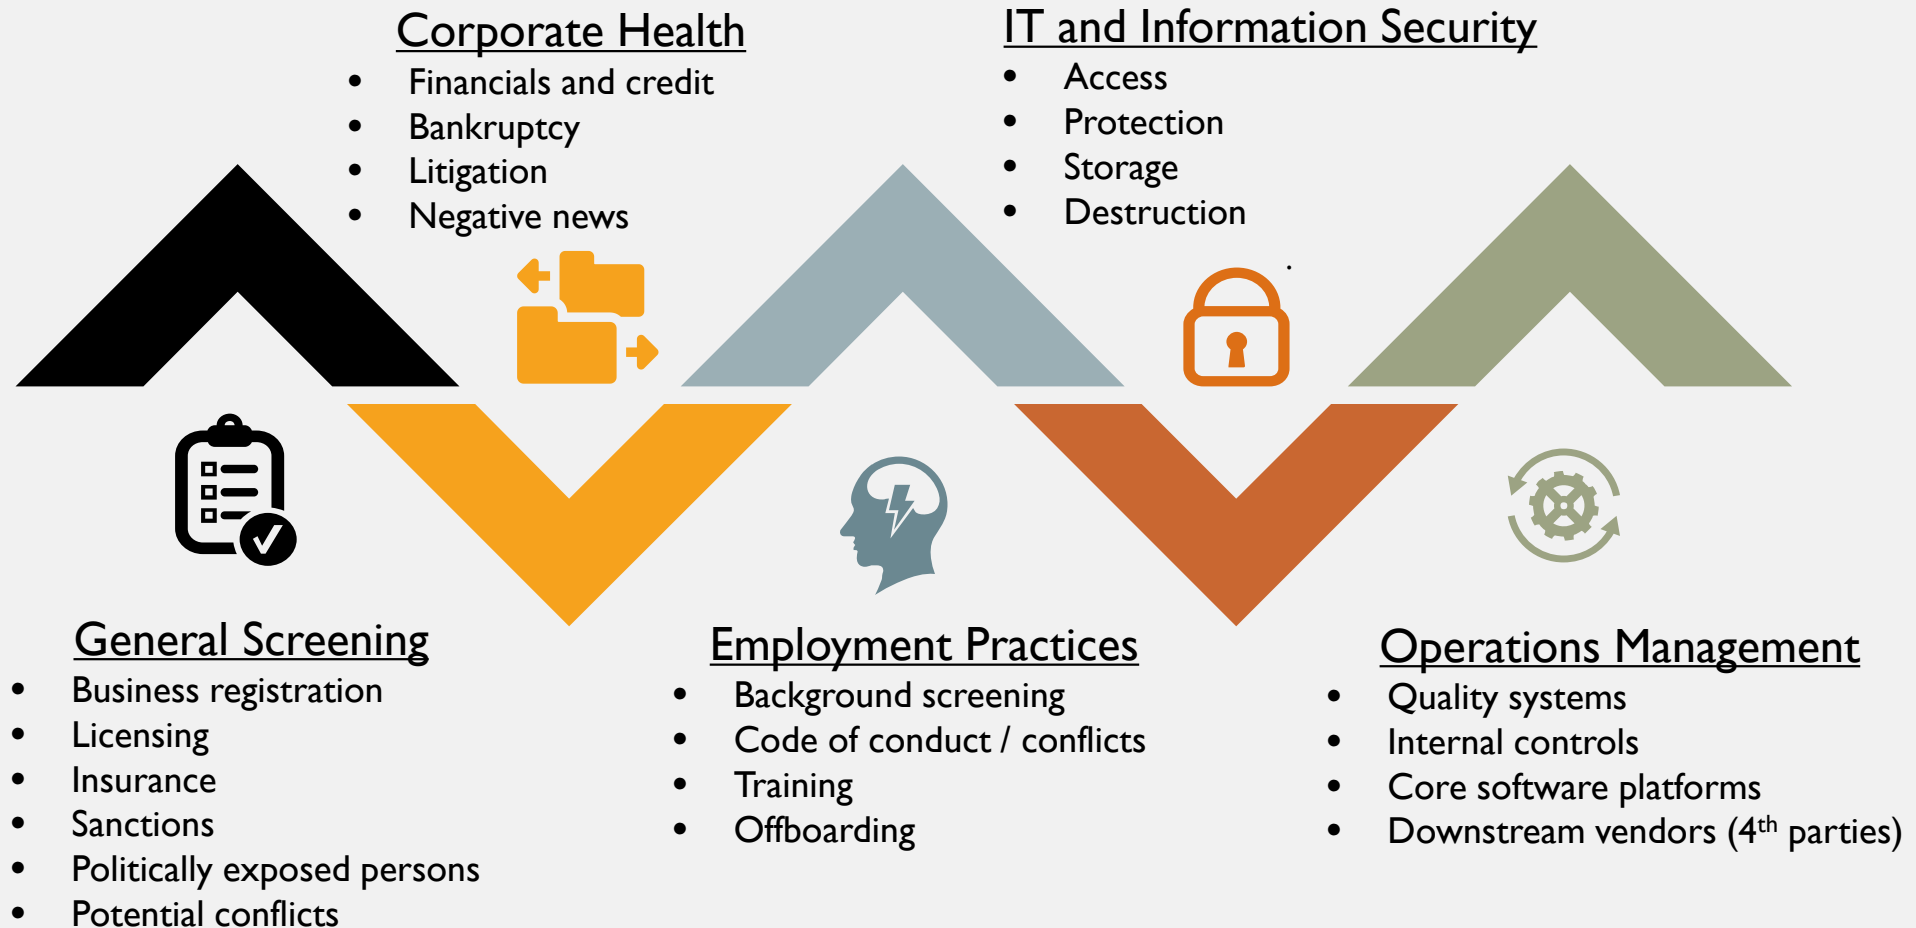 Corporate Health
• Financials and credit
• Bankruptcy
• Litigation
• Negative news
IT and Information Security
• Access
• Protection
• Storage
• Destruction
.
General Screening
• Business registration
• Licensing
• Insurance
• Sanctions
• Politically exposed persons
• Potential conflicts
Employment Practices
• Background screening
• Code of conduct / conflicts
• Training
• Offboarding
Operations Management
• Quality systems
• Internal controls
• Core software platforms
• Downstream vendors (4th parties)